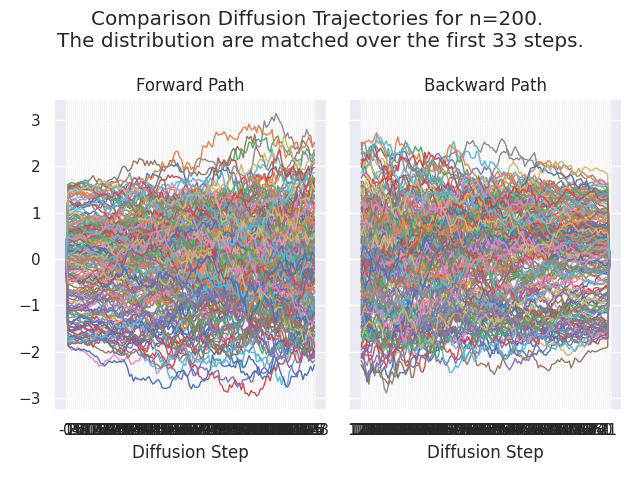 Comparison Diffusion Trajectories for n=200.
The distribution are matched over the first 33 steps.
Forward Path
Backward Path
3
2
1
0
−1
−2
−3
Diffusion Step
Diffusion Step